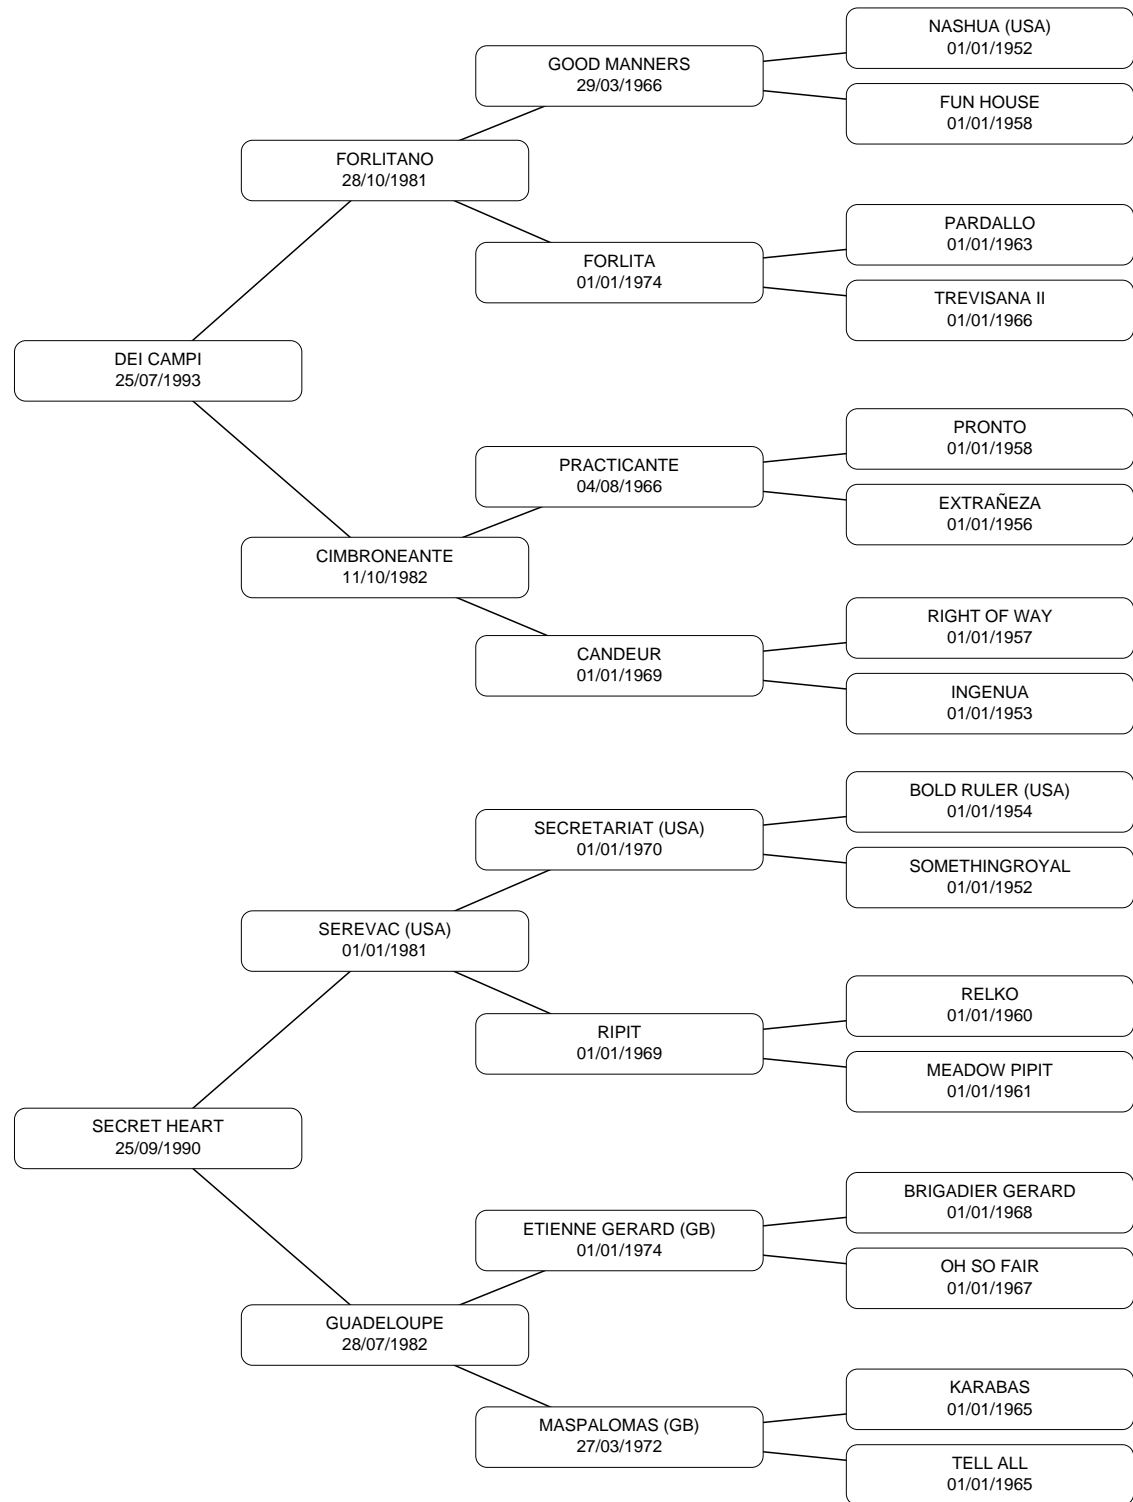 NASHUA (USA)
01/01/1952
GOOD MANNERS
29/03/1966
FUN HOUSE
01/01/1958
FORLITANO
28/10/1981
PARDALLO
01/01/1963
FORLITA
01/01/1974
TREVISANA II
01/01/1966
DEI CAMPI
25/07/1993
PRONTO
01/01/1958
PRACTICANTE
04/08/1966
EXTRAÑEZA
01/01/1956
CIMBRONEANTE
11/10/1982
RIGHT OF WAY
01/01/1957
CANDEUR
01/01/1969
INGENUA
01/01/1953
BOLD RULER (USA)
01/01/1954
SECRETARIAT (USA)
01/01/1970
SOMETHINGROYAL
01/01/1952
SEREVAC (USA)
01/01/1981
RELKO
01/01/1960
RIPIT
01/01/1969
MEADOW PIPIT
01/01/1961
SECRET HEART
25/09/1990
BRIGADIER GERARD
01/01/1968
ETIENNE GERARD (GB)
01/01/1974
OH SO FAIR
01/01/1967
GUADELOUPE
28/07/1982
KARABAS
01/01/1965
MASPALOMAS (GB)
27/03/1972
TELL ALL
01/01/1965